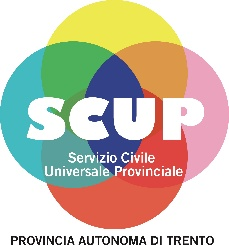 SCUP
Servizio Civile
Universale Provinciale
PROVINCIA AUTONOMA DI TRENTO